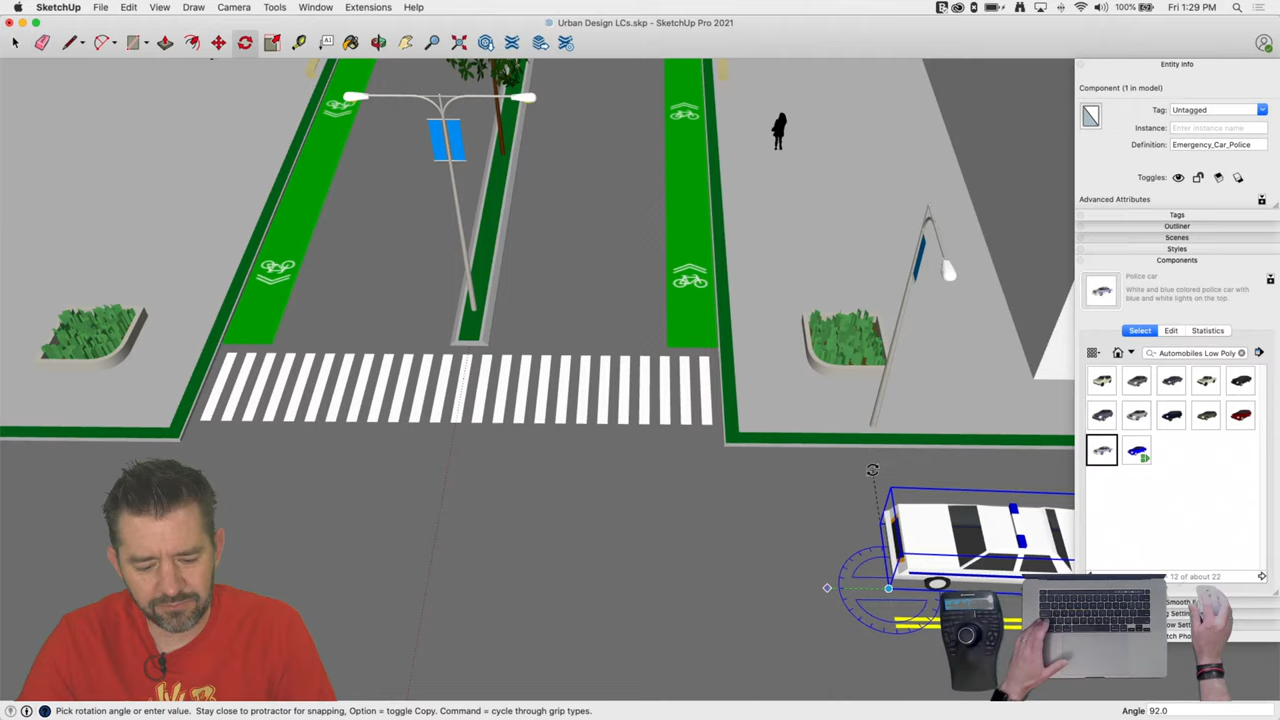 SketchUp File Edit View Draw Camera Tools Window Extensions Help
100% Fri 1:29 PM
Urban Design LCs.skp - SketchUp Pro 2021
A1
Entity Info
Component (1 in model)
Tag: Untagged
Instance: Enter instance name
Definition: Emergency_Car_Police
Toggles:
Advanced Attributes
Tags
Outliner
Scenes
Styles
Components
Police car
White and blue colored police car with
blue and white lights on the top.
Select Edit Statistics
Automobiles Low Poly
12 of about 22
Pick rotation angle or enter value. Stay close to protractor for snapping, Option = toggle Copy. Command = cycle through grip types.
Angle 92.0